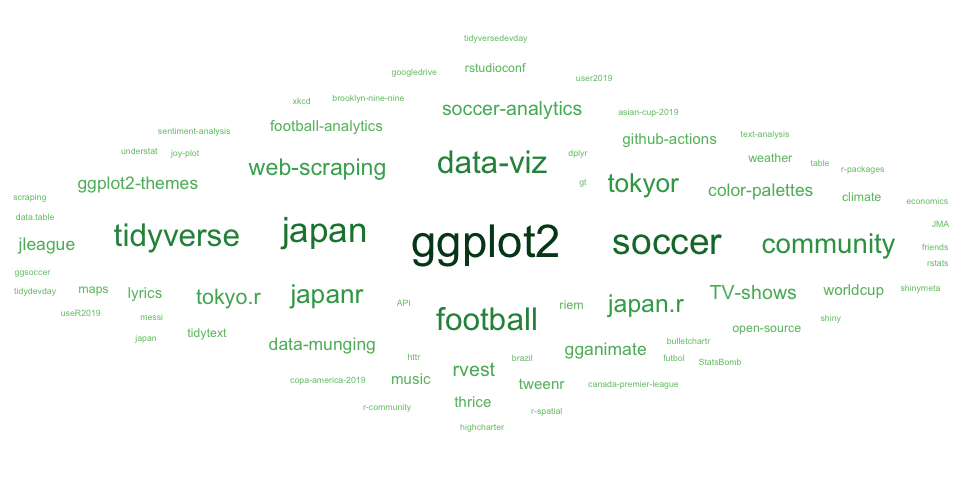 tidyversedevday
googledrive
rstudioconf
user2019
xkcd
brooklyn-nine-nine
soccer-analytics
asian-cup-2019
sentiment-analysis
football-analytics
github-actions
text-analysis
understat
joy-plot
web-scraping
data-viz
dplyr
weather
table
r-packages
scraping
ggplot2-themes
gt
tokyor
color-palettes
climate
economics
data.table
jleague
tidyverse
japan
ggplot2
soccer
community
JMA
friends
rstats
ggsoccer
tidydevday
maps
lyrics
tokyo.r
japanr
API
riem
japan.r
TV-shows
worldcup
shinymeta
useR2019
messi
japan
tidytext
football
open-source
shiny
data-munging
httr
brazil
gganimate
bulletchartr
futbol
StatsBomb
copa-america-2019
music
rvest
tweenr
canada-premier-league
r-community
thrice
r-spatial
highcharter